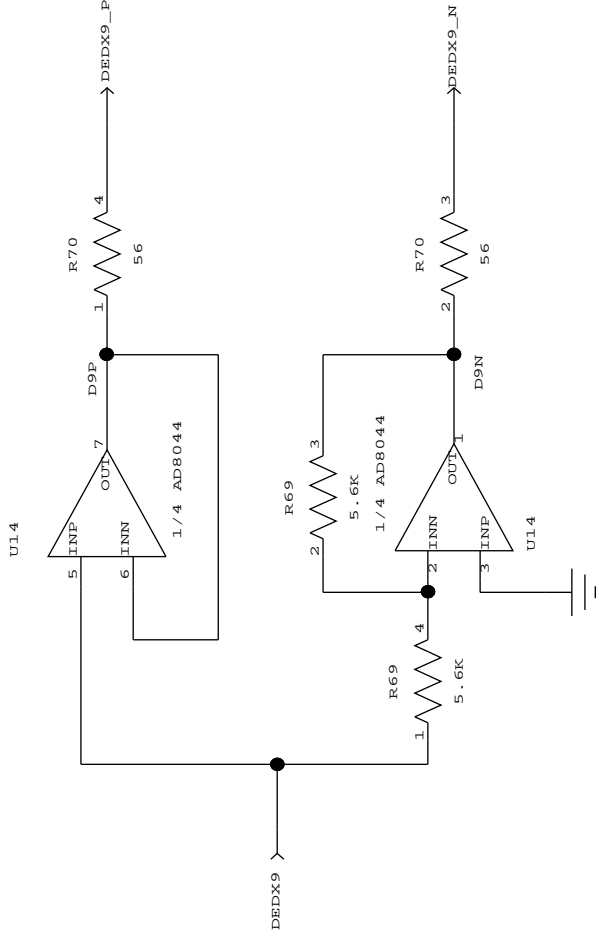 DEDX9_P
DEDX9_N
4
R70
56
1
3
R70
56
2
D9P
D9N
7
OUT
1/4 AD8044
U14
INP
INN
5
6
3
R69
5.6K
2
1/4 AD8044
1
OUT
INN
INP
U14
2
3
4
R69
5.6K
1
DEDX9